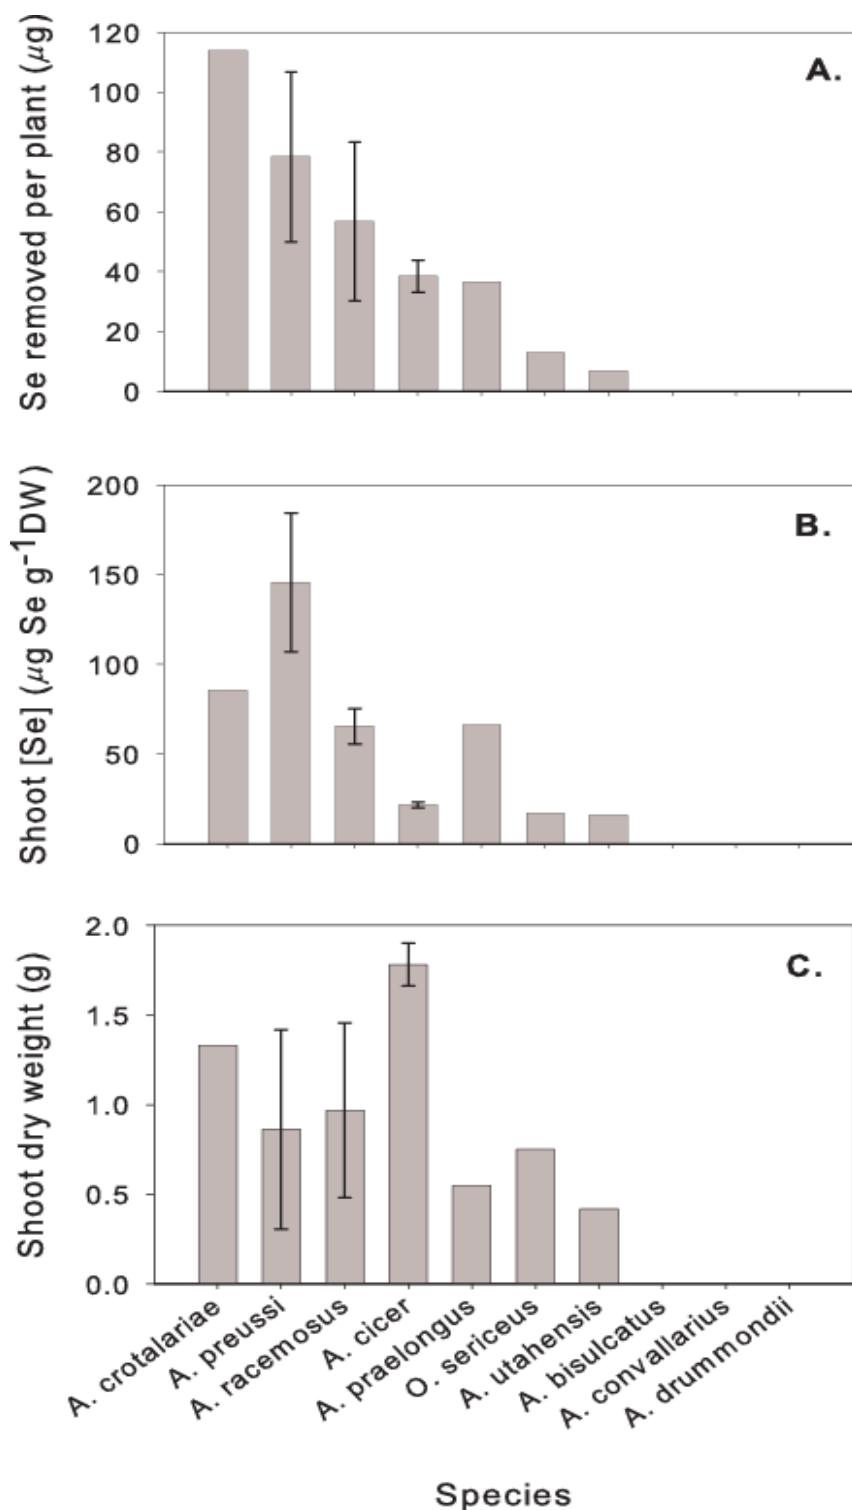 Se removed per plant (μg)
120
100
80
60
40
20
0
A.
Shoot [Se] (μg Se g⁻¹DW)
200
150
100
50
0
B.
Shoot dry weight (g)
2.0
1.5
1.0
0.5
0.0
C.
A. crotalariae
A. preussi
A. racemosus
A. cicer
A. praelongus
O. sericeus
A. utahensis
A. bisulcatus
A. convallarius
A. drummondii
Species